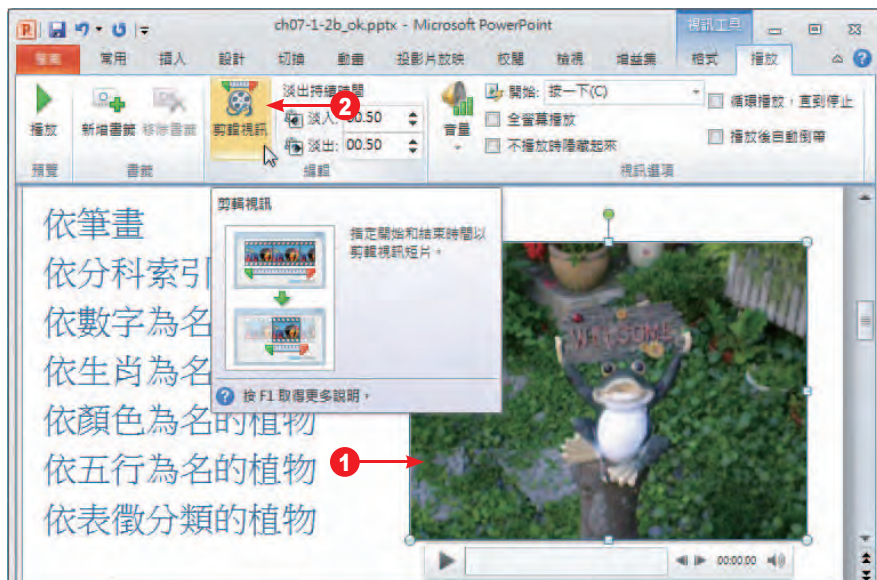 ch07-1-2b_ok.pptx - Microsoft PowerPoint
視訊工具
檔案 常用 插入 設計 切換 動畫 投影片放映 校閱 檢視 增益集 格式 播放
淡出持續時間
開始: 按一下(C)
循環播放,直到停止
播放 新增書籤 移除書籤 剪輯視訊
淡入: 00.50
音量
全螢幕播放
淡出: 00.50
不播放時隱藏起來
播放後自動倒帶
預覽 書籤 編輯 視訊選項
2
剪輯視訊
指定開始和結束時間以
剪輯視訊短片。
按 F1 取得更多說明。
依筆畫
依分科索引
依數字為名
依生肖為名
依顏色為名的植物
依五行為名的植物
依表徵分類的植物
1
WELCOME
00:00.00